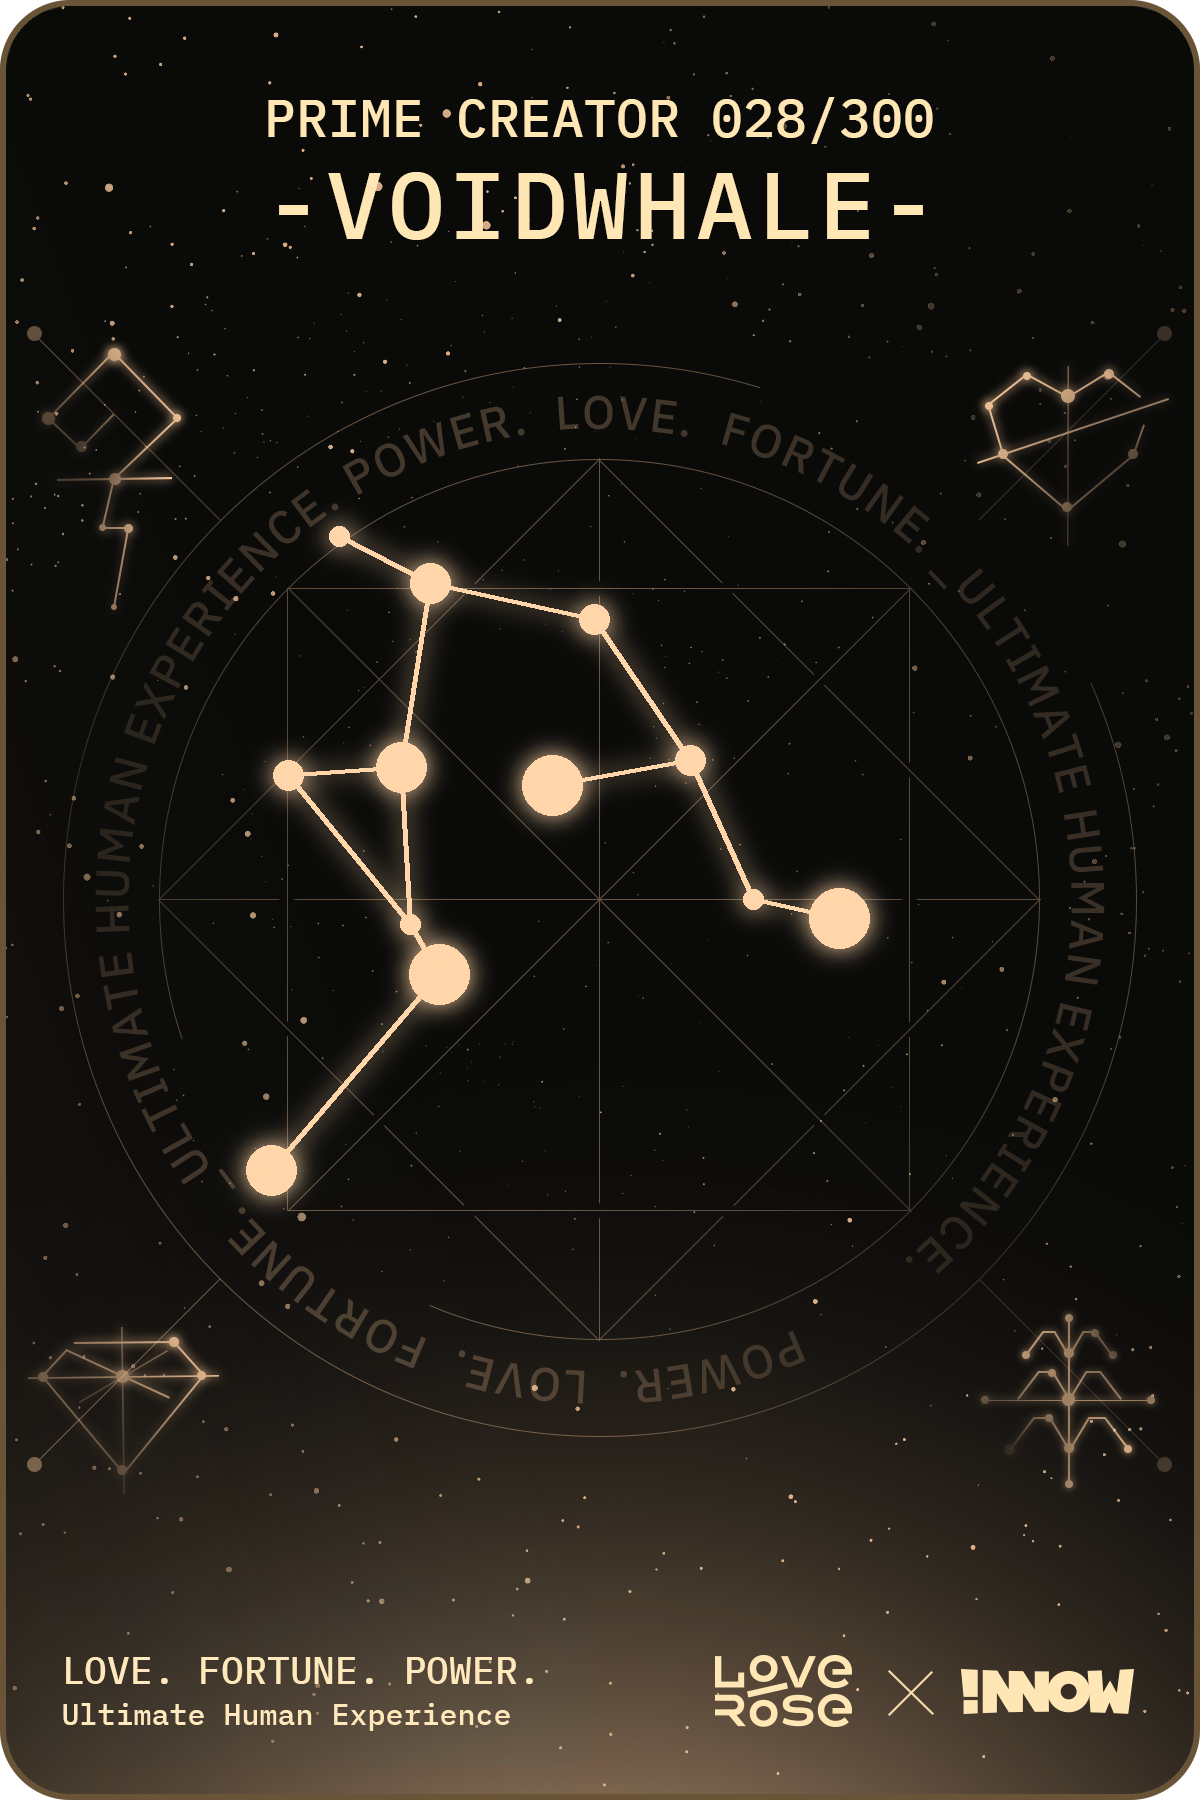 PRIME CREATOR 028/300
-VOIDWHALE-
ULTIMATE HUMAN EXPERIENCE. POWER. LOVE. FORTUNE. – ULTIMATE HUMAN EXPERIENCE.
POWER. LOVE. FORTUNE. –
LOVE. FORTUNE. POWER.
Ultimate Human Experience
LOVE
ROSE
!NNOW